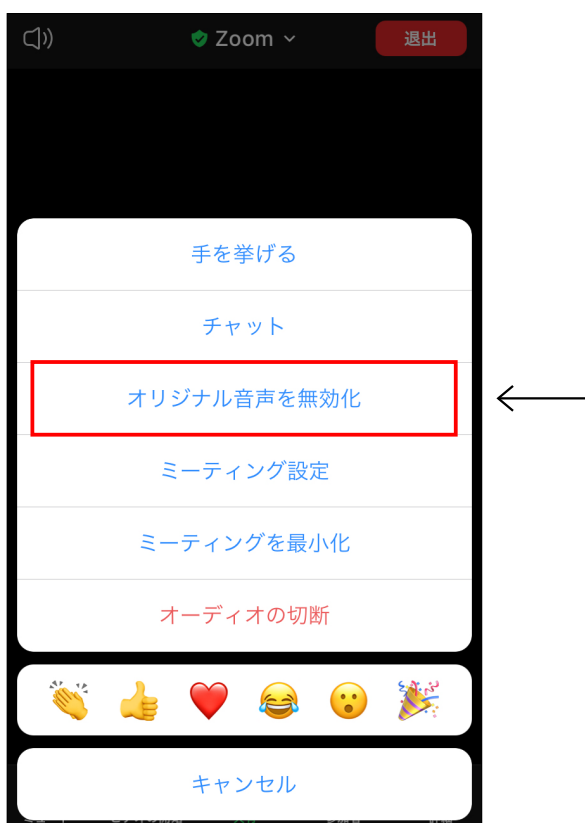 Zoom
退出
手を挙げる
チャット
オリジナル音声を無効化
ミーティング設定
ミーティングを最小化
オーディオの切断
キャンセル